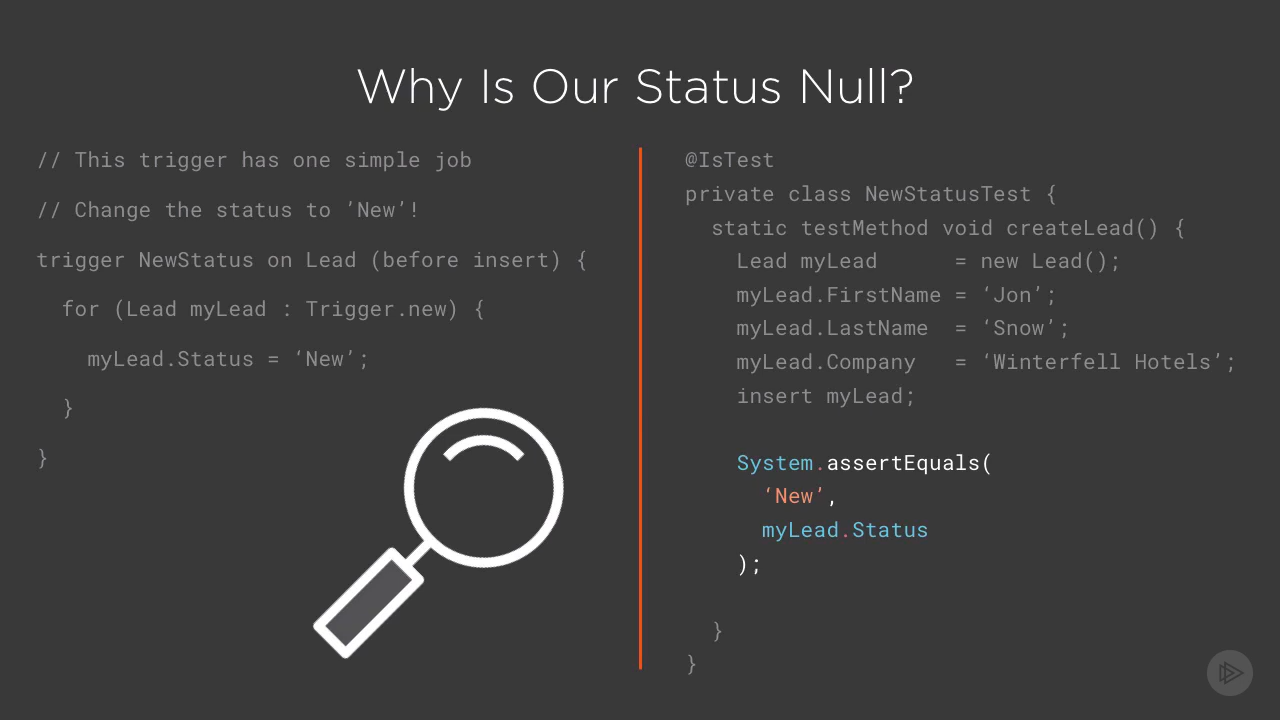 Why Is Our Status Null?
// This trigger has one simple job
// Change the status to ’New’!
trigger NewStatus on Lead (before insert) {
  for (Lead myLead : Trigger.new) {
    myLead.Status = ‘New’;
  }
}
@IsTest
private class NewStatusTest {
  static testMethod void createLead() {
    Lead myLead      = new Lead();
    myLead.FirstName = ‘Jon’;
    myLead.LastName  = ‘Snow’;
    myLead.Company   = ‘Winterfell Hotels’;
    insert myLead;
    System.assertEquals(
      ‘New’,
      myLead.Status
    );
  }
}